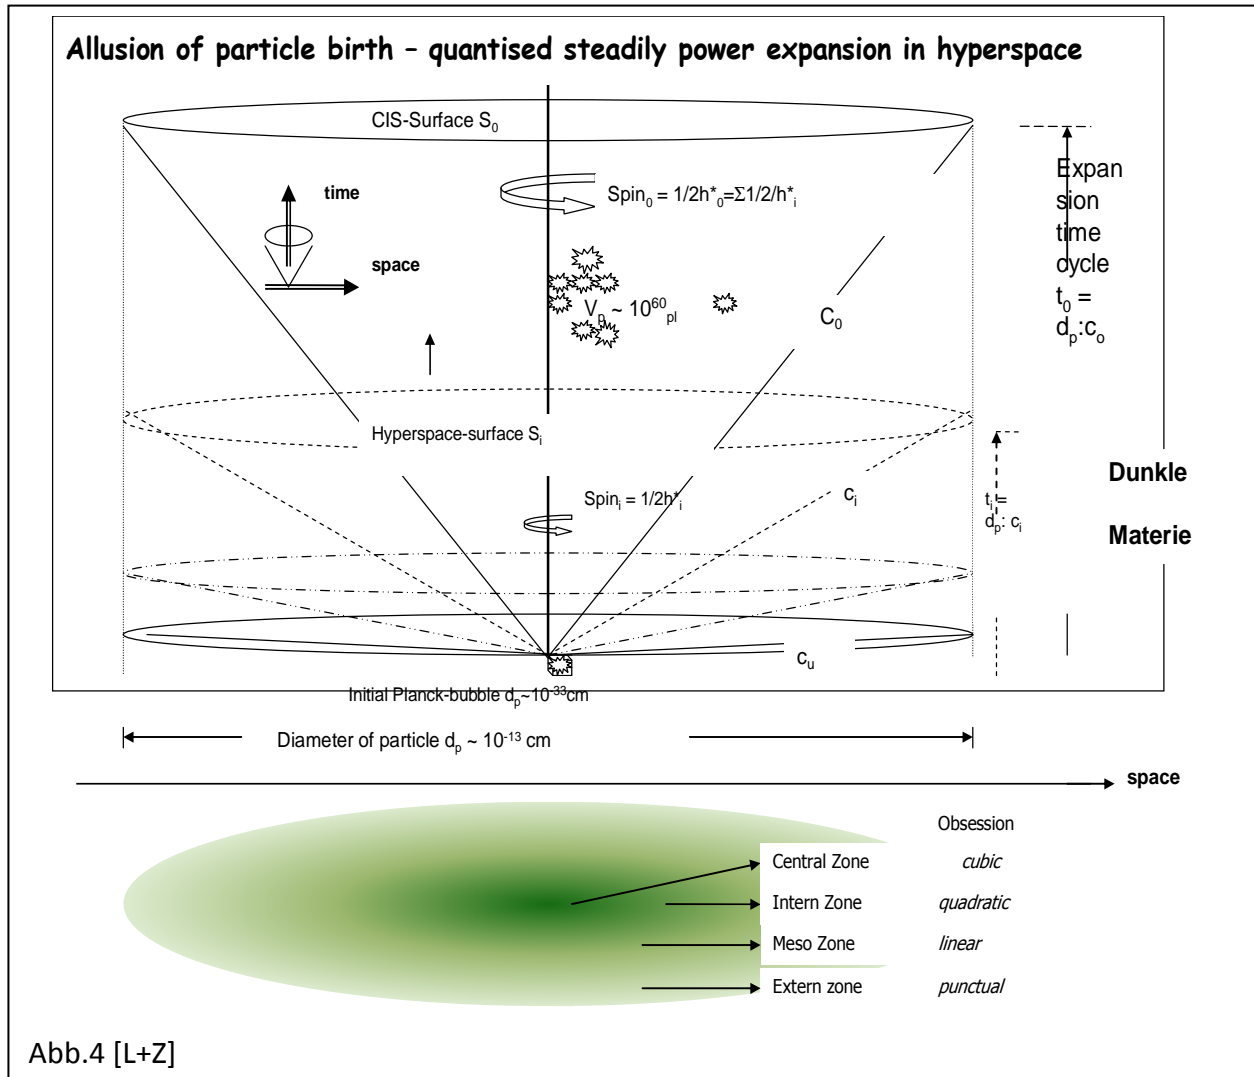 Allusion of particle birth – quantised steadily power expansion in hyperspace
CIS-Surface S₀
time
space
Spin₀ = 1/2h*₀=Σ1/2/h*ᵢ
Vₚ ~ 10⁶⁰ₚₗ
C₀
Expan
sion
time
cycle
t₀ =
dₚ:cₒ
Hyperspace-surface Sᵢ
Spinᵢ = 1/2h*ᵢ
cᵢ
tᵢ =
dₚ: cᵢ
Dunkle
Materie
cᵤ
Initial Planck-bubble dₚ~10⁻³³cm
Diameter of particle dₚ ~ 10⁻¹³ cm
space
Obsession
Central Zone cubic
Intern Zone quadratic
Meso Zone linear
Extern zone punctual
Abb.4 [L+Z]